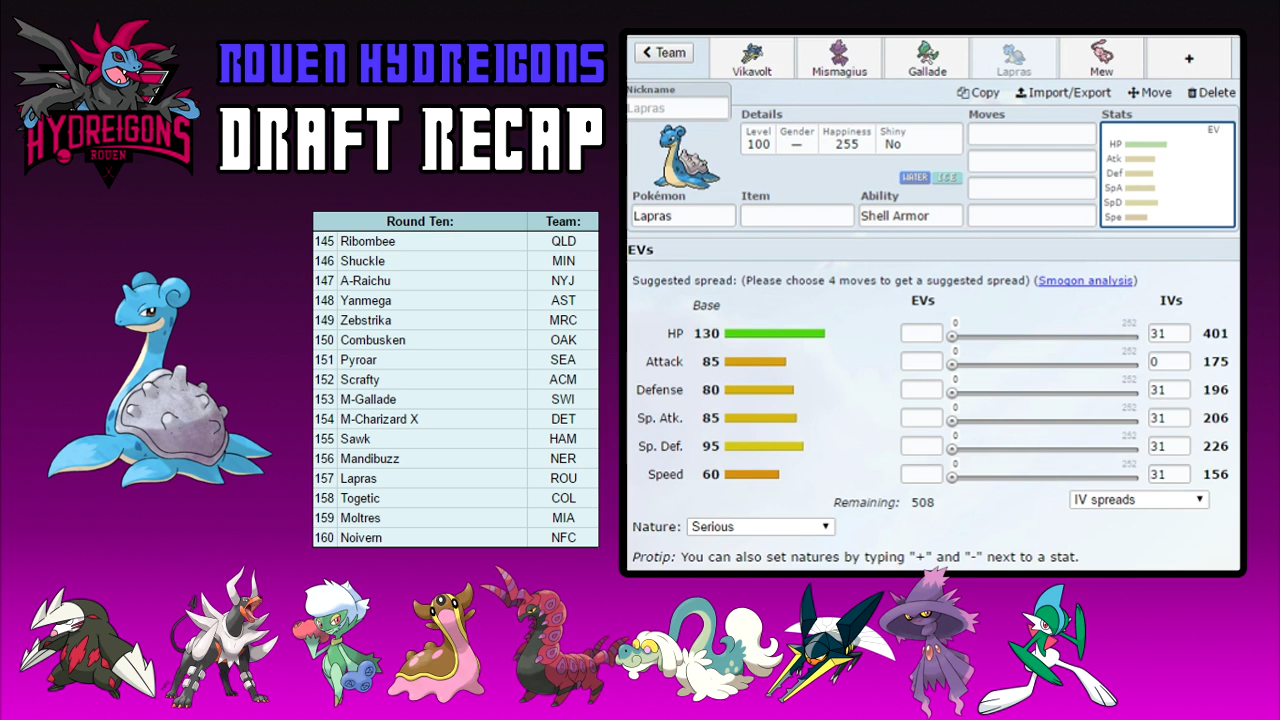 HYDREIGONS
ROUEN
ROUEN HYDREIGONS
DRAFT RECAP
Round Ten: Team:
145 Ribombee QLD
146 Shuckle MIN
147 A-Raichu NYJ
148 Yanmega AST
149 Zebstrika MRC
150 Combusken OAK
151 Pyroar SEA
152 Scrafty ACM
153 M-Gallade SWI
154 M-Charizard X DET
155 Sawk HAM
156 Mandibuzz NER
157 Lapras ROU
158 Togetic COL
159 Moltres MIA
160 Noivern NFC
Team
Vikavolt Mismagius Gallade Lapras Mew +
Copy Import/Export Move Delete
Nickname
Lapras
Details
Level Gender Happiness Shiny
100 — 255 No
WATER ICE
Pokémon Item Ability
Lapras Shell Armor
Moves
Stats
EV
HP
Atk
Def
SpA
SpD
Spe
EVs
Suggested spread: (Please choose 4 moves to get a suggested spread) (Smogon analysis)
Base EVs IVs
HP 130 0 252 31 401
Attack 85 0 252 0 175
Defense 80 0 252 31 196
Sp. Atk. 85 0 252 31 206
Sp. Def. 95 0 252 31 226
Speed 60 0 252 31 156
Remaining: 508 IV spreads
Nature: Serious
Protip: You can also set natures by typing "+" and "-" next to a stat.